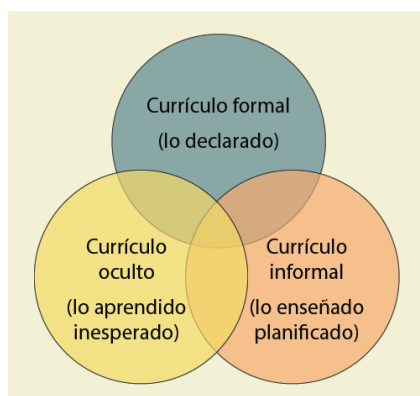 Currículo formal
(lo declarado)
Currículo
oculto
(lo aprendido
inesperado)
Currículo
informal
(lo enseñado
planificado)